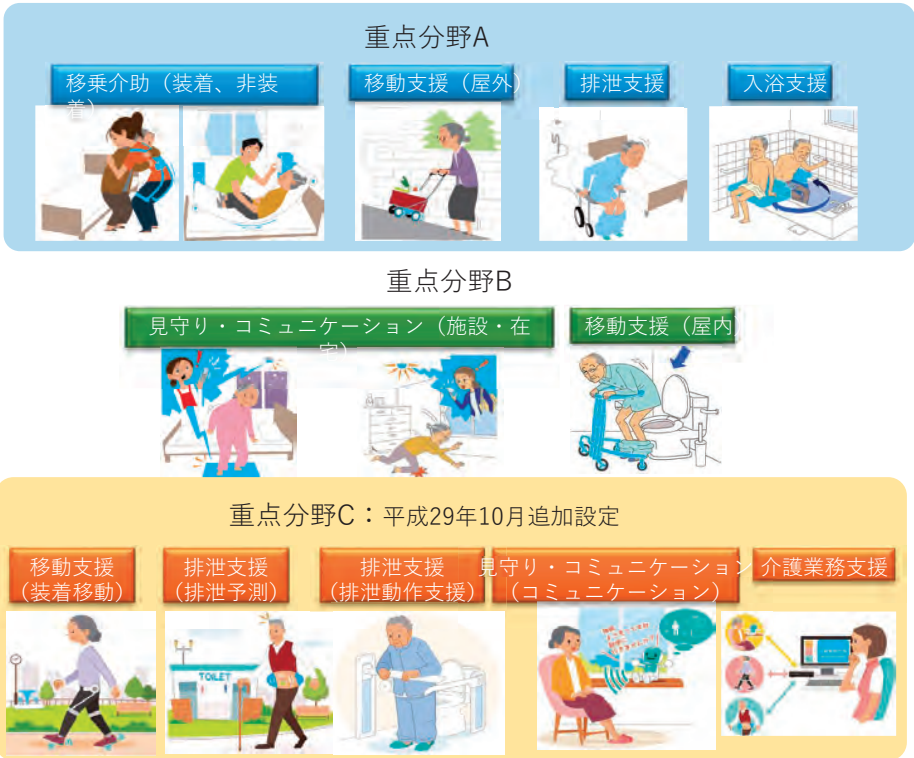 重点分野A
移乗介助（装着、非装
着）
移動支援（屋外）
排泄支援
入浴支援
重点分野B
見守り・コミュニケーション（施設・在
宅）
移動支援（屋内）
重点分野C：平成29年10月追加設定
移動支援
（装着移動）
排泄支援
（排泄予測）
排泄支援
（排泄動作支援）
見守り・コミュニケーション
（コミュニケーション）
介護業務支援
TOILET